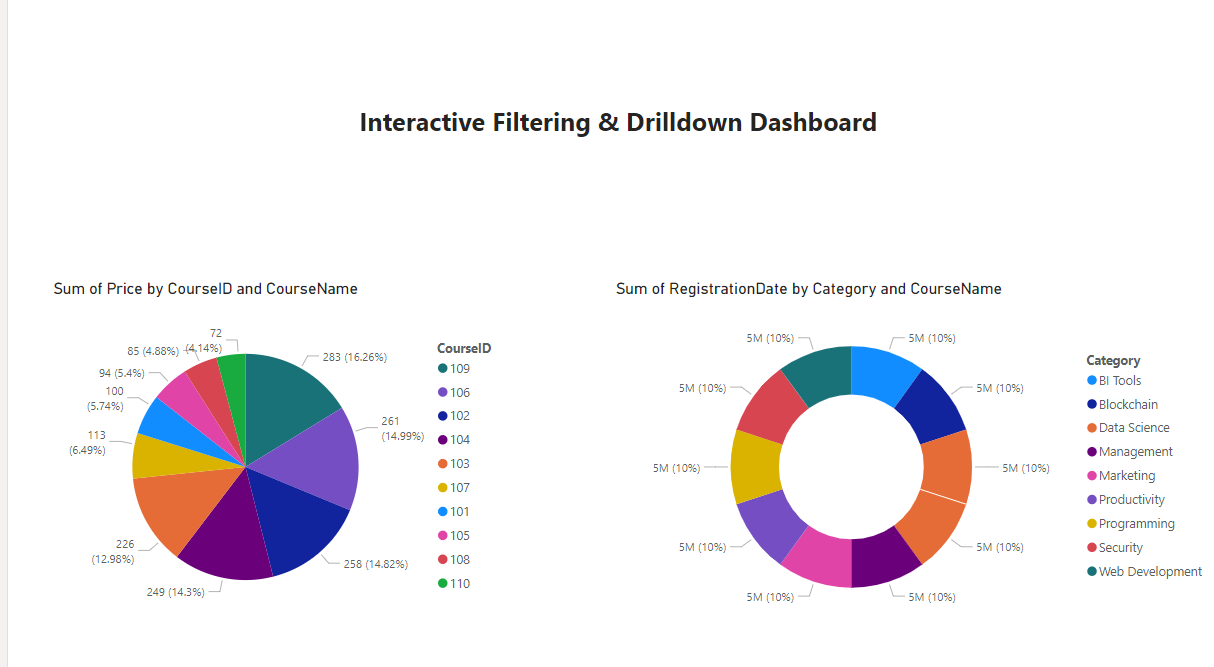 Interactive Filtering & Drilldown Dashboard
Sum of Price by CourseID and CourseName
72
(4.14%)
85 (4.88%)
94 (5.4%)
100
(5.74%)
113
(6.49%)
226
(12.98%)
249 (14.3%)
283 (16.26%)
261
(14.99%)
258 (14.82%)
CourseID
109
106
102
104
103
107
101
105
108
110
Sum of RegistrationDate by Category and CourseName
5M (10%)
5M (10%)
5M (10%)
5M (10%)
5M (10%)
5M (10%)
5M (10%)
5M (10%)
5M (10%)
5M (10%)
Category
BI Tools
Blockchain
Data Science
Management
Marketing
Productivity
Programming
Security
Web Development